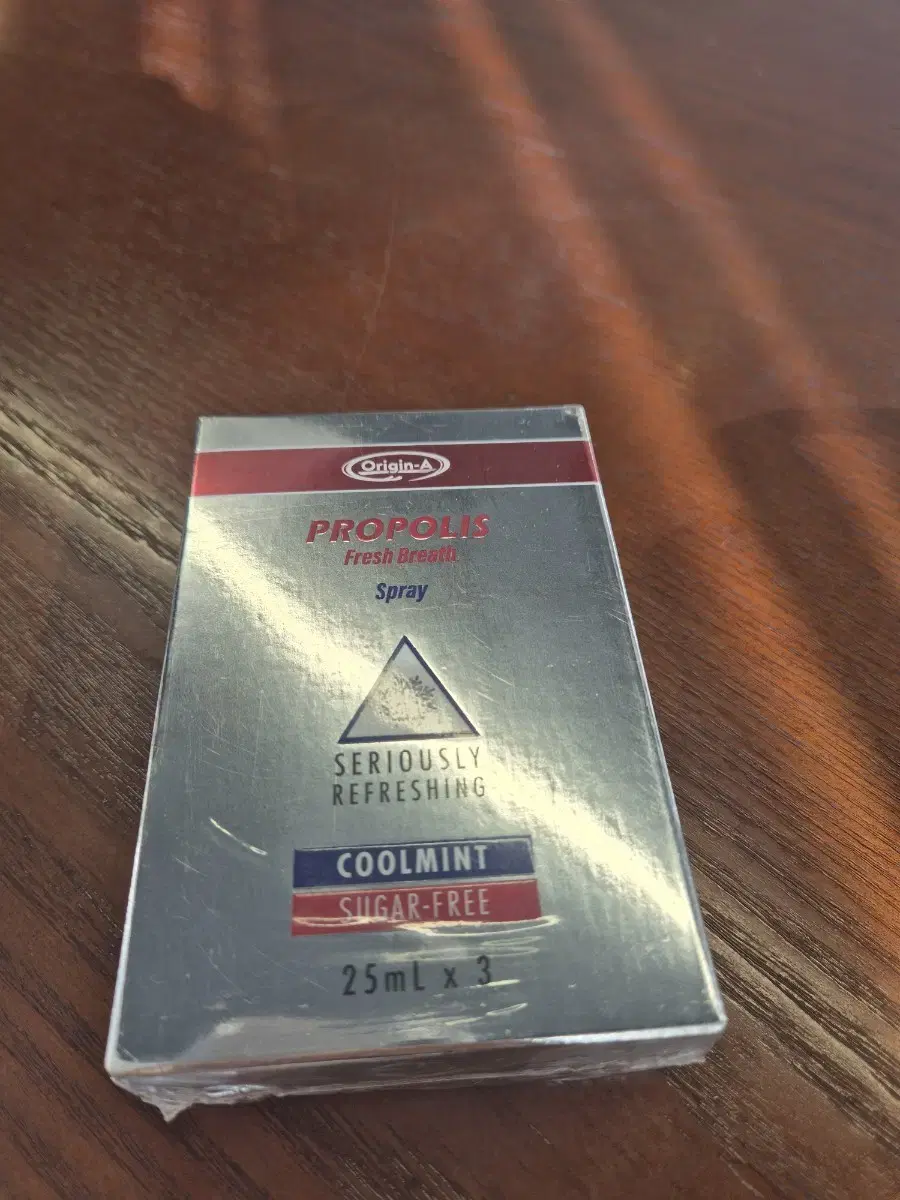 Origin-A
PROPOLIS
Fresh Breath
Spray
SERIOUSLY
REFRESHING
COOLMINT
SUGAR-FREE
25mL x 3